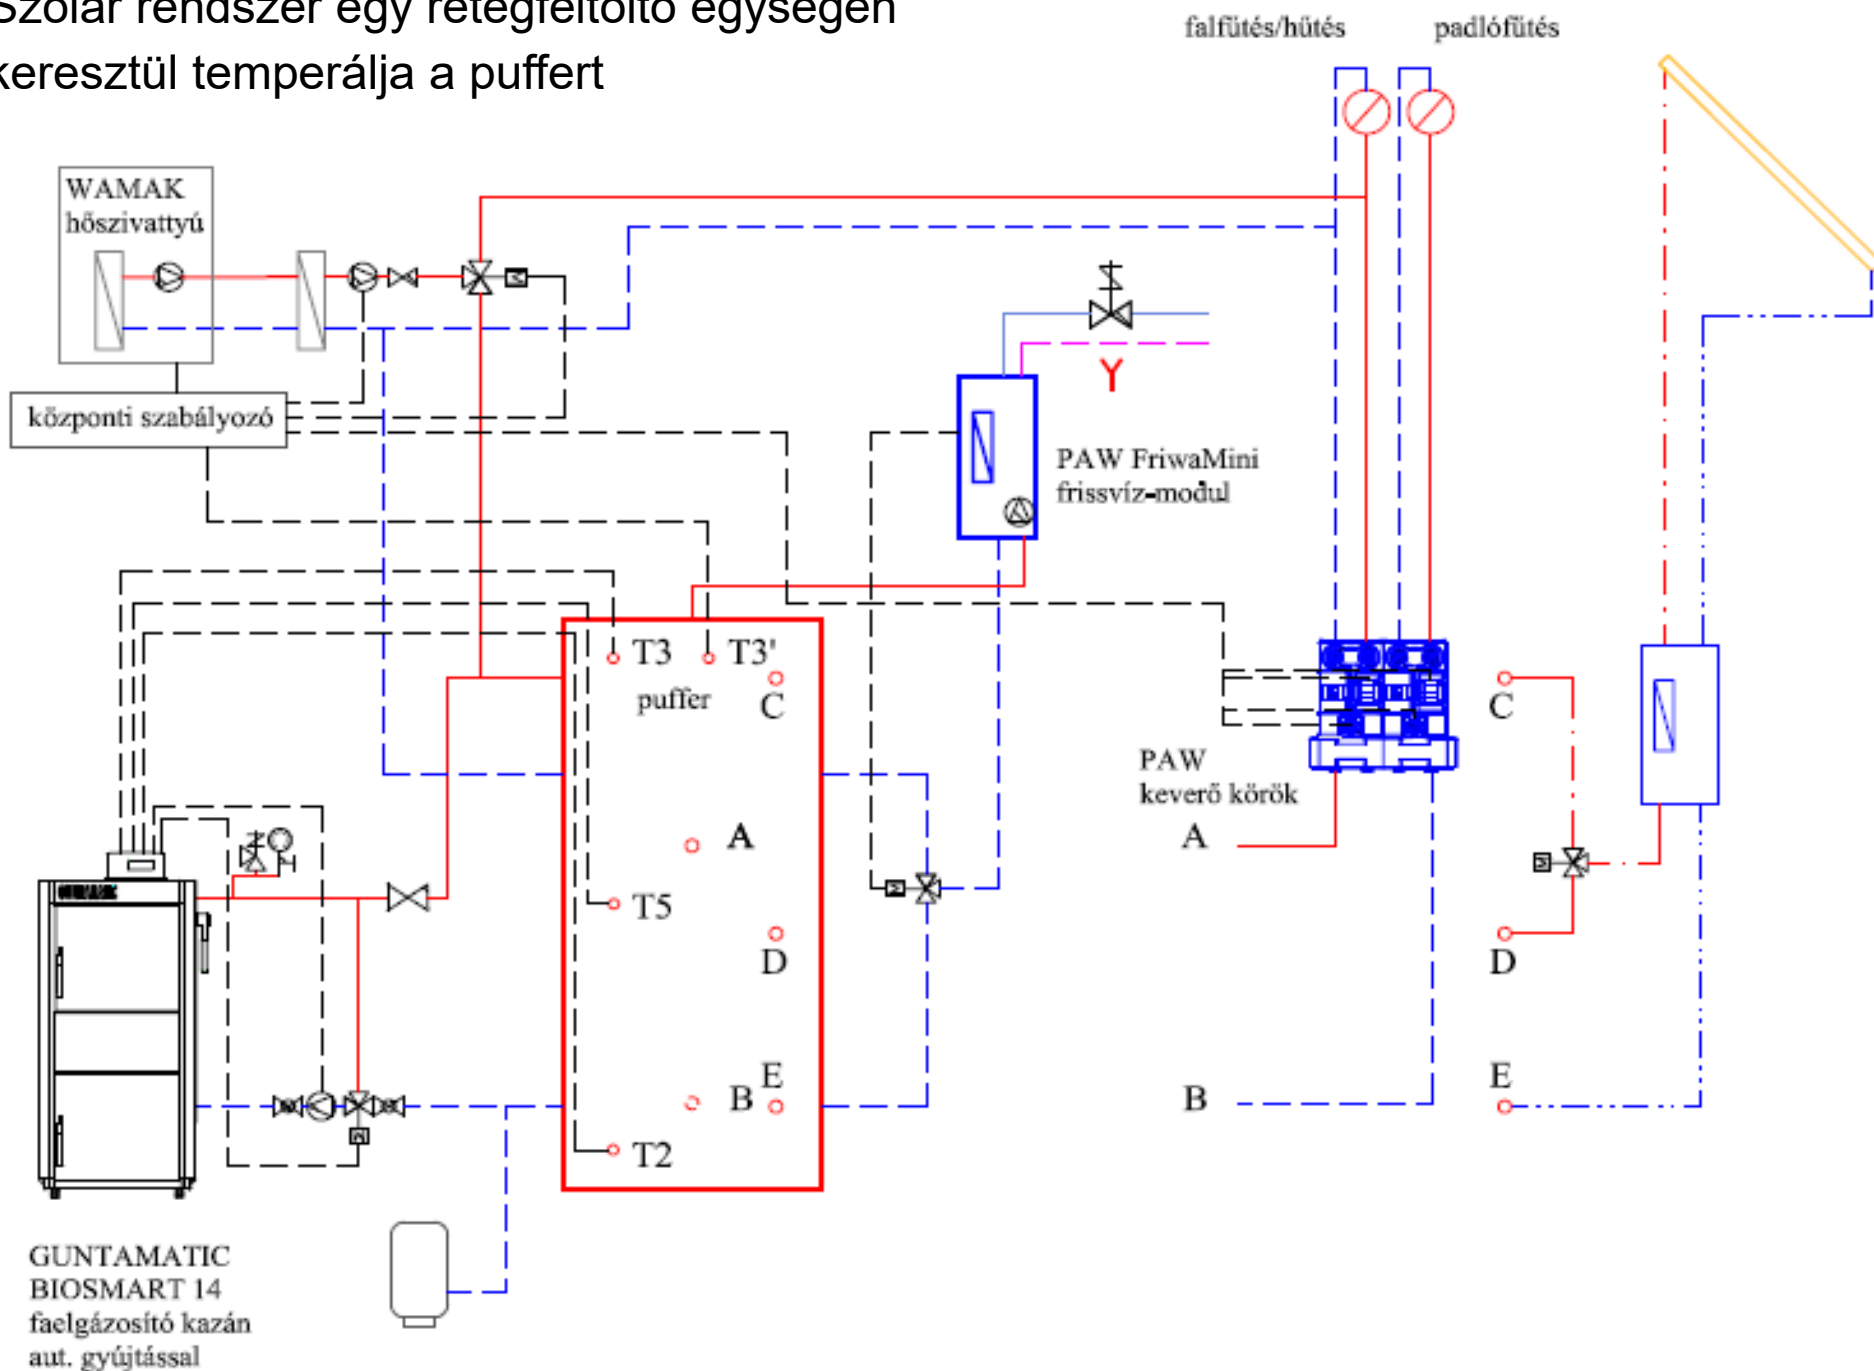 Szolár rendszer egy rétegfeltöltő egységen
keresztül temperálja a puffert
falfűtés/hűtés
padlófűtés
WAMAK
hőszivattyú
központi szabályozó
Y
PAW FriwaMini
frissvíz-modul
T3
T3'
puffer
C
C
PAW
keverő körök
A
A
T5
D
D
E
E
B
B
T2
M
M
M
M
GUNTAMATIC
GUNTAMATIC
BIOSMART 14
faelgázosító kazán
aut. gyújtással